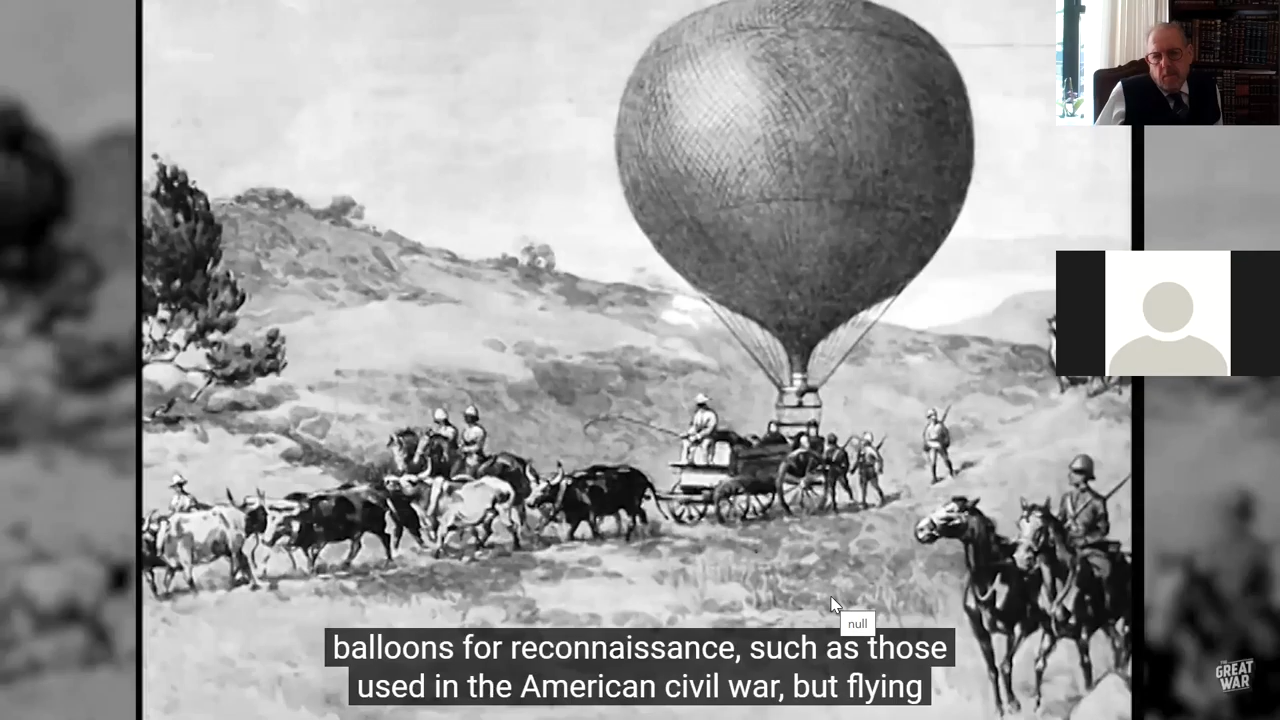 null
balloons for reconnaissance, such as those
used in the American civil war, but flying
THE
GREAT
WAR